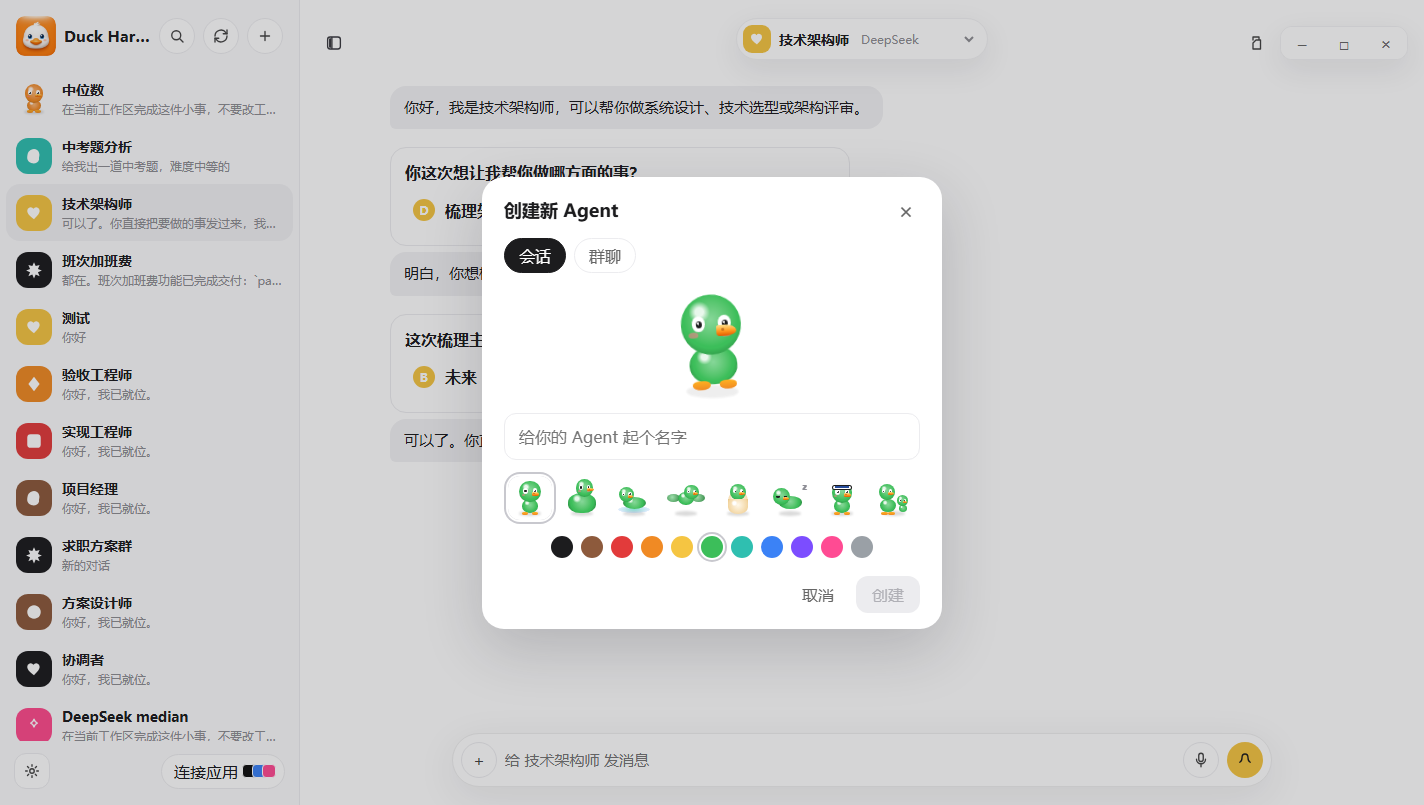 Duck Har...
中位数
在当前工作区完成这件小事，不要改工...
中考题分析
给我出一道中考题，难度中等的
技术架构师
可以了。你直接把要做的事发过来，我...
班次加班费
都在。班次加班费功能已完成交付：`pa...
测试
你好
验收工程师
你好，我已就位。
实现工程师
你好，我已就位。
项目经理
你好，我已就位。
求职方案群
新的对话
方案设计师
你好，我已就位。
协调者
你好，我已就位。
DeepSeek median
在当前工作区完成这件小事，不要改工...
连接应用
技术架构师 DeepSeek
你好，我是技术架构师，可以帮你做系统设计、技术选型或架构评审。
你这次想让我帮你做哪方面的事?
D 梳理
明白，你想
这次梳理主
B 未来
可以了。你
创建新 Agent
会话 群聊
给你的 Agent 起个名字
z
取消 创建
给 技术架构师 发消息